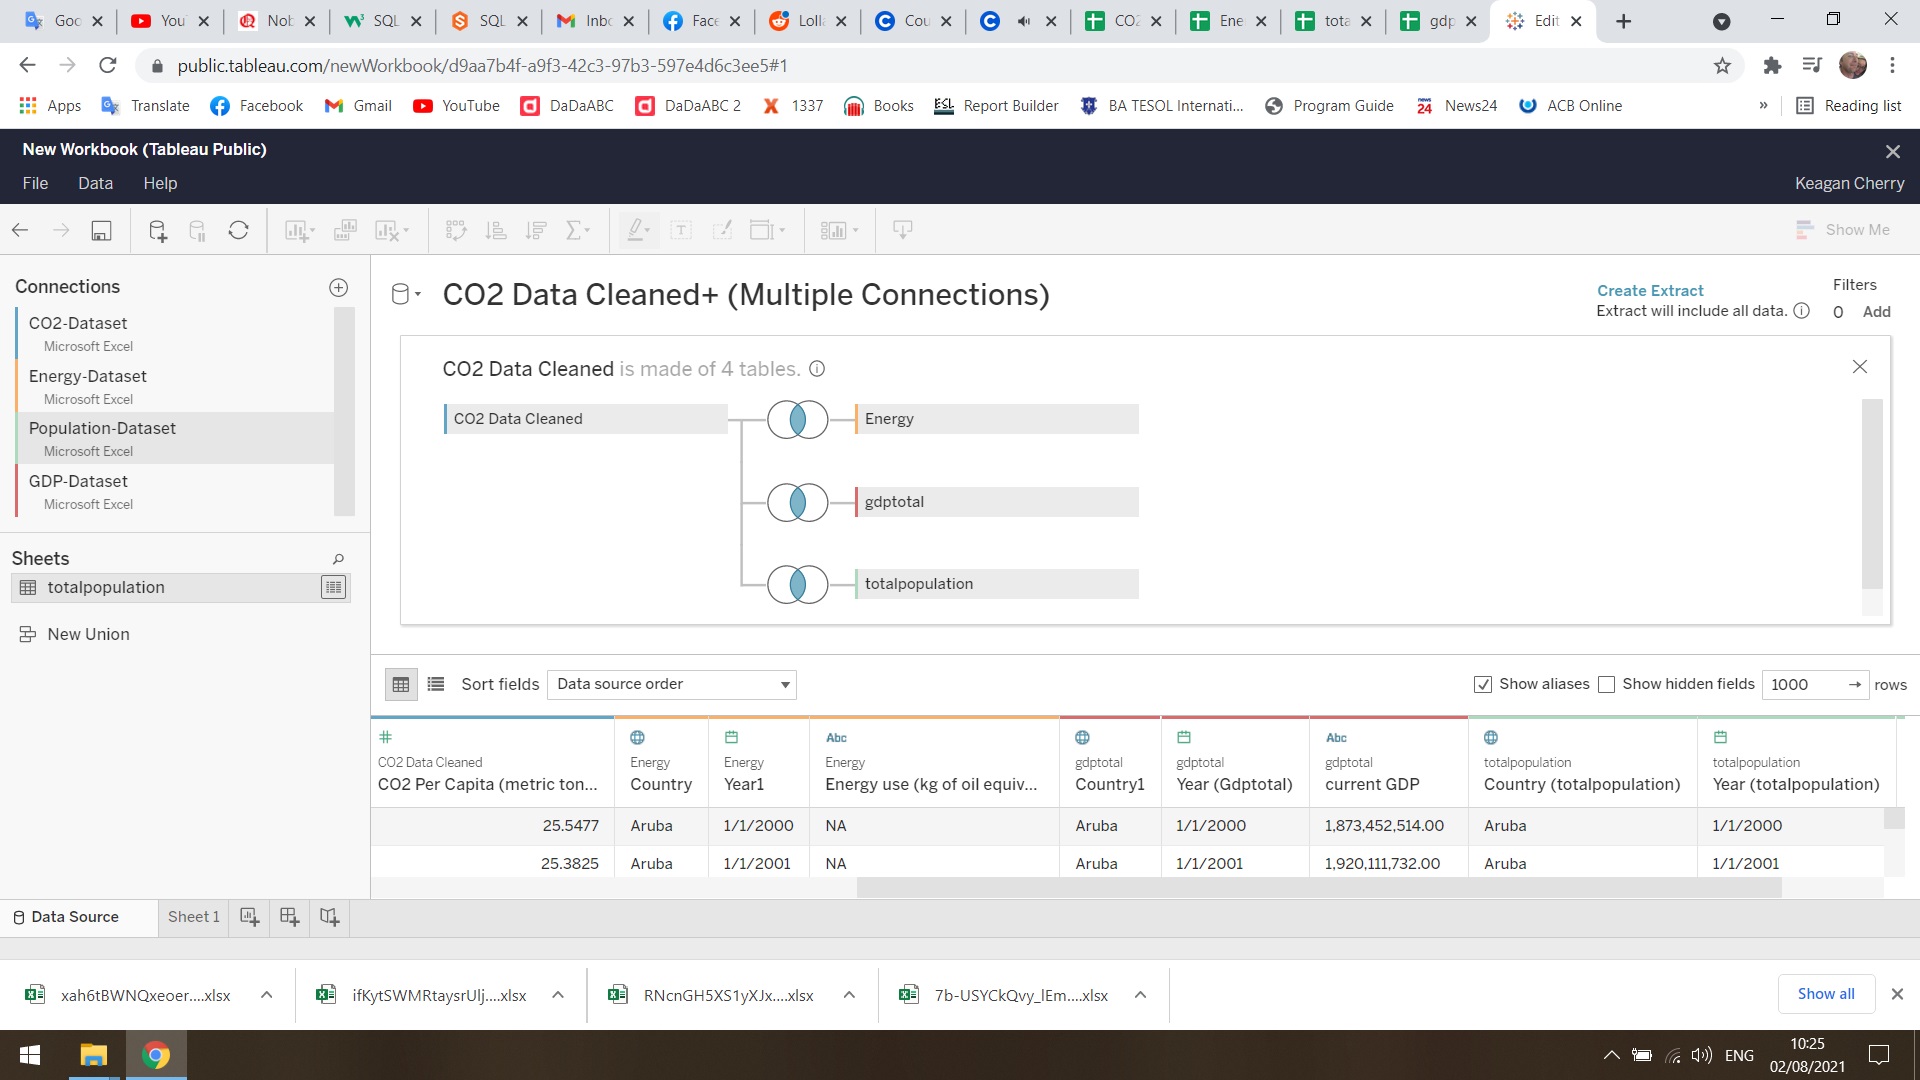 Goo
YouT
Nob
SQL
SQL
Inbo
Face
Lolla
Cou
CO2
Ene
tota
gdp
Edit
public.tableau.com/newWorkbook/d9aa7b4f-a9f3-42c3-97b3-597e4d6c3ee5#1
Apps Translate Facebook Gmail YouTube DaDaABC DaDaABC 2 1337 Books Report Builder BA TESOL Internati... Program Guide News24 ACB Online » Reading list
New Workbook (Tableau Public)
File Data Help Keagan Cherry
Show Me
Connections
CO2-Dataset
Microsoft Excel
Energy-Dataset
Microsoft Excel
Population-Dataset
Microsoft Excel
GDP-Dataset
Microsoft Excel
Sheets
totalpopulation
New Union
CO2 Data Cleaned+ (Multiple Connections)
Create Extract
Extract will include all data.
Filters
0 Add
CO2 Data Cleaned is made of 4 tables.
CO2 Data Cleaned
Energy
gdptotal
totalpopulation
Sort fields Data source order
Show aliases Show hidden fields 1000 → rows
# Abc Abc
CO2 Data Cleaned Energy Energy Energy gdptotal gdptotal gdptotal totalpopulation totalpopulation
CO2 Per Capita (metric ton... Country Year1 Energy use (kg of oil equiv... Country1 Year (Gdptotal) current GDP Country (totalpopulation) Year (totalpopulation)
25.5477 Aruba 1/1/2000 NA Aruba 1/1/2000 1,873,452,514.00 Aruba 1/1/2000
25.3825 Aruba 1/1/2001 NA Aruba 1/1/2001 1,920,111,732.00 Aruba 1/1/2001
Data Source Sheet 1
xah6tBWNQxeoer....xlsx
ifKytSWMRtaysrUlj....xlsx
RNcnGH5XS1yXJx....xlsx
7b-USYCkQvy_lEm....xlsx
Show all
ENG
10:25
02/08/2021